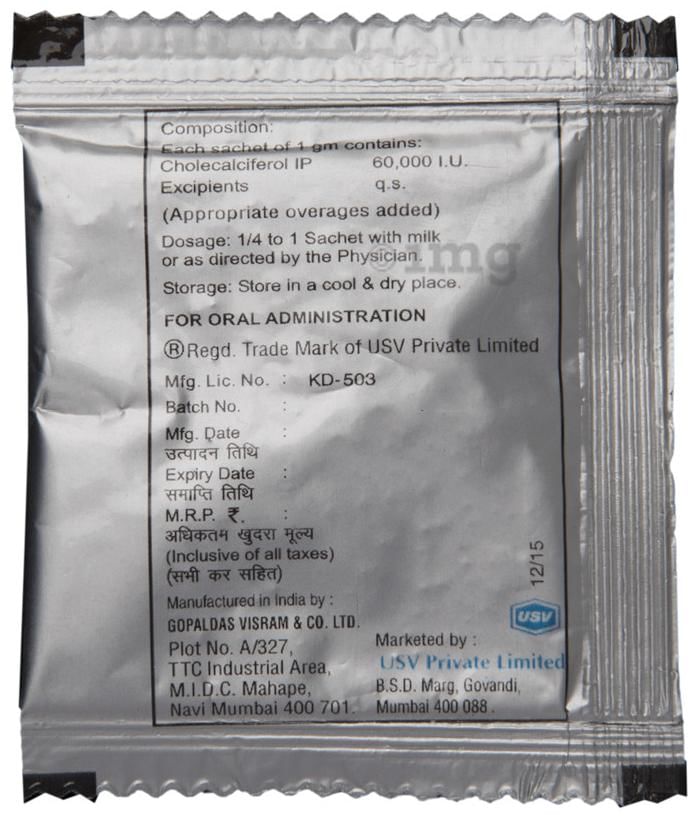 Composition:
Each sachet of 1 gm contains:
Cholecalciferol IP 60,000 I.U.
Excipients q.s.
(Appropriate overages added)
Dosage: 1/4 to 1 Sachet with milk
or as directed by the Physician.
1mg
Storage: Store in a cool & dry place.
FOR ORAL ADMINISTRATION
®Regd. Trade Mark of USV Private Limited
Mfg. Lic. No. : KD-503
Batch No. :
Mfg. Date :
उत्पादन तिथि
Expiry Date :
समाप्ति तिथि
M.R.P. ₹. :
अधिकतम खुदरा मूल्य
(Inclusive of all taxes)
(सभी कर सहित)
12/15
Manufactured in India by :
GOPALDAS VISRAM & CO. LTD.
Plot No. A/327,
TTC Industrial Area,
M.I.D.C. Mahape,
Navi Mumbai 400 701.
USV
Marketed by :
USV Private Limited
B.S.D. Marg, Govandi,
Mumbai 400 088.